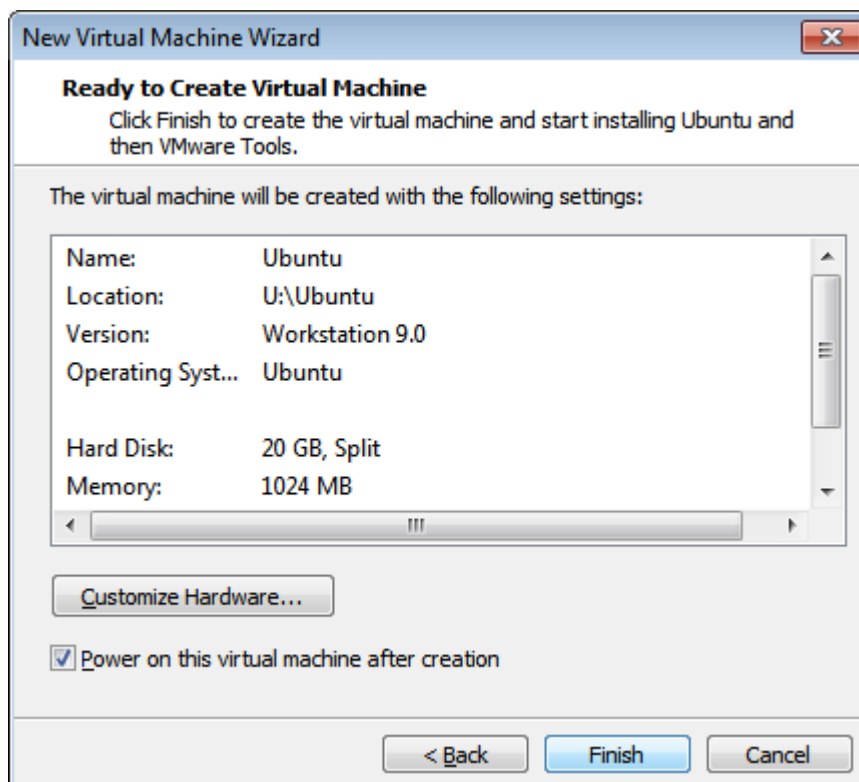 New Virtual Machine Wizard
Ready to Create Virtual Machine
Click Finish to create the virtual machine and start installing Ubuntu and
then VMware Tools.
The virtual machine will be created with the following settings:
Name: Ubuntu
Location: U:\Ubuntu
Version: Workstation 9.0
Operating Syst... Ubuntu
Hard Disk: 20 GB, Split
Memory: 1024 MB
Customize Hardware...
Power on this virtual machine after creation
< Back Finish Cancel